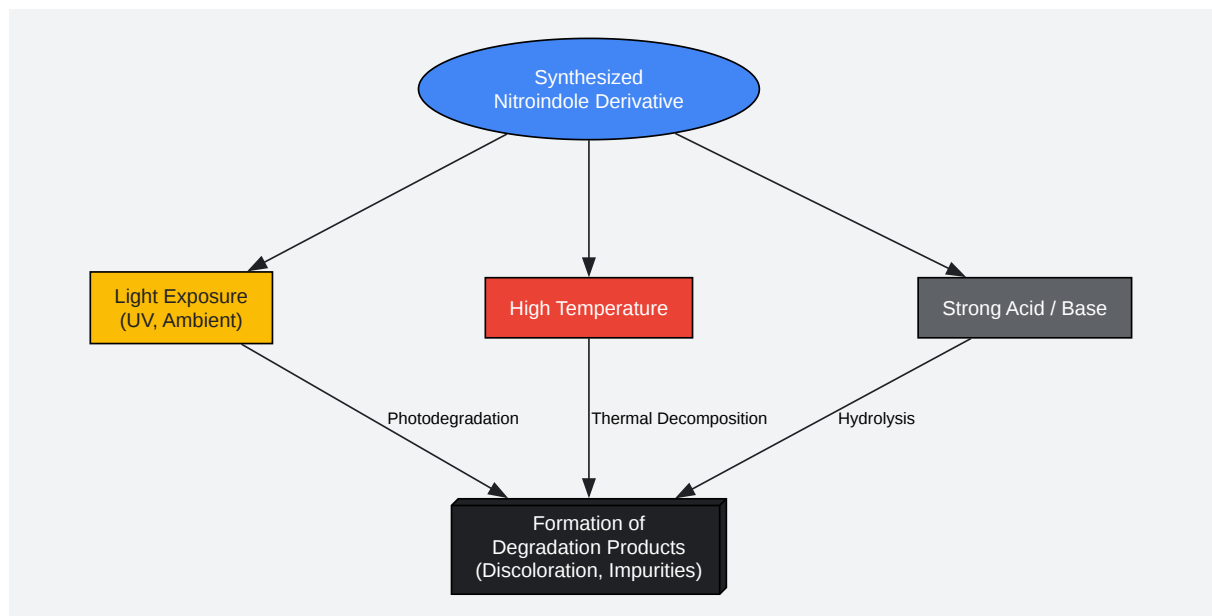 Synthesized
Nitroindole Derivative
Light Exposure
(UV, Ambient)
High Temperature
Strong Acid / Base
Photodegradation
Thermal Decomposition
Hydrolysis
Formation of
Degradation Products
(Discoloration, Impurities)